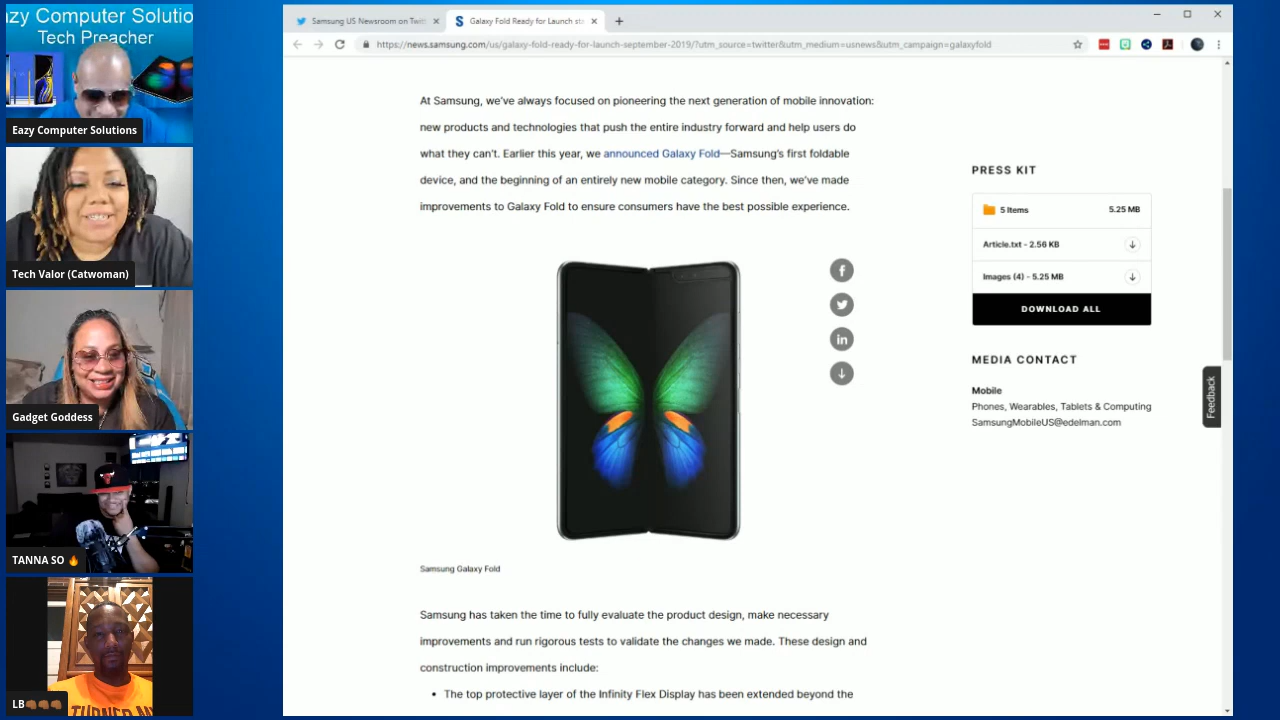 azy Computer Solutio
Tech Preacher
Eazy Computer Solutions
Tech Valor (Catwoman)
Gadget Goddess
TANNA SO 🔥
LB👊🏾👊🏾👊🏾
Samsung US Newsroom on Twit
Galaxy Fold Ready for Launch sta
https://news.samsung.com/us/galaxy-fold-ready-for-launch-september-2019/?utm_source=twitter&utm_medium=usnews&utm_campaign=galaxyfold
At Samsung, we've always focused on pioneering the next generation of mobile innovation:
new products and technologies that push the entire industry forward and help users do
what they can't. Earlier this year, we announced Galaxy Fold—Samsung's first foldable
device, and the beginning of an entirely new mobile category. Since then, we've made
improvements to Galaxy Fold to ensure consumers have the best possible experience.
Samsung Galaxy Fold
Samsung has taken the time to fully evaluate the product design, make necessary
improvements and run rigorous tests to validate the changes we made. These design and
construction improvements include:
• The top protective layer of the Infinity Flex Display has been extended beyond the
PRESS KIT
5 Items 5.25 MB
Article.txt - 2.56 KB
Images (4) - 5.25 MB
DOWNLOAD ALL
MEDIA CONTACT
Mobile
Phones, Wearables, Tablets & Computing
SamsungMobileUS@edelman.com
Feedback